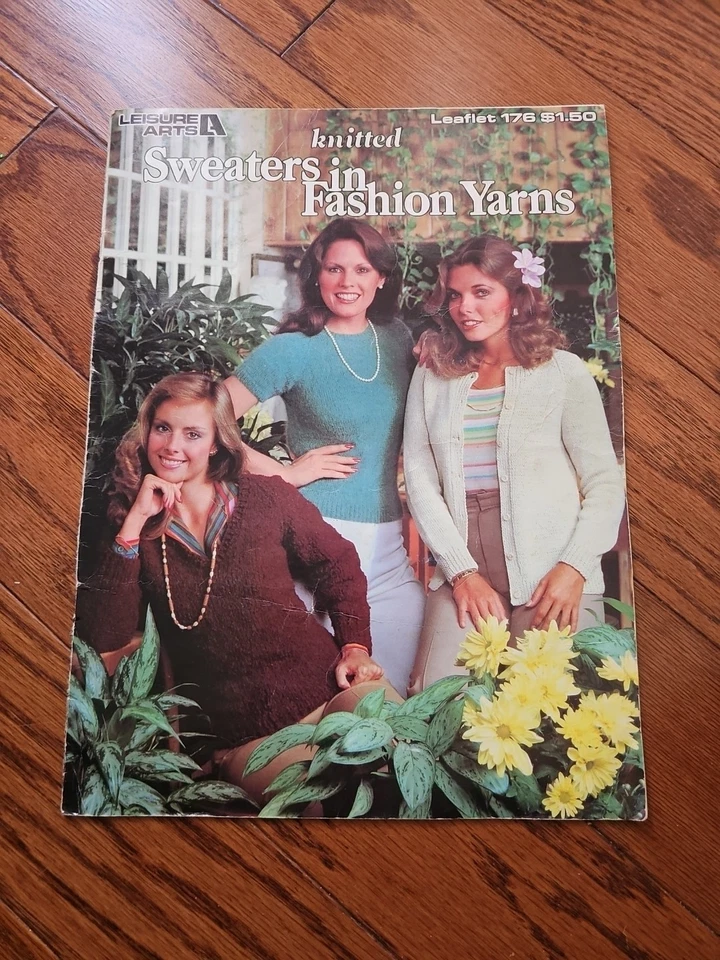 LEISURE
ARTS
Leaflet 176 $1.50
knitted
Sweaters in
Fashion Yarns